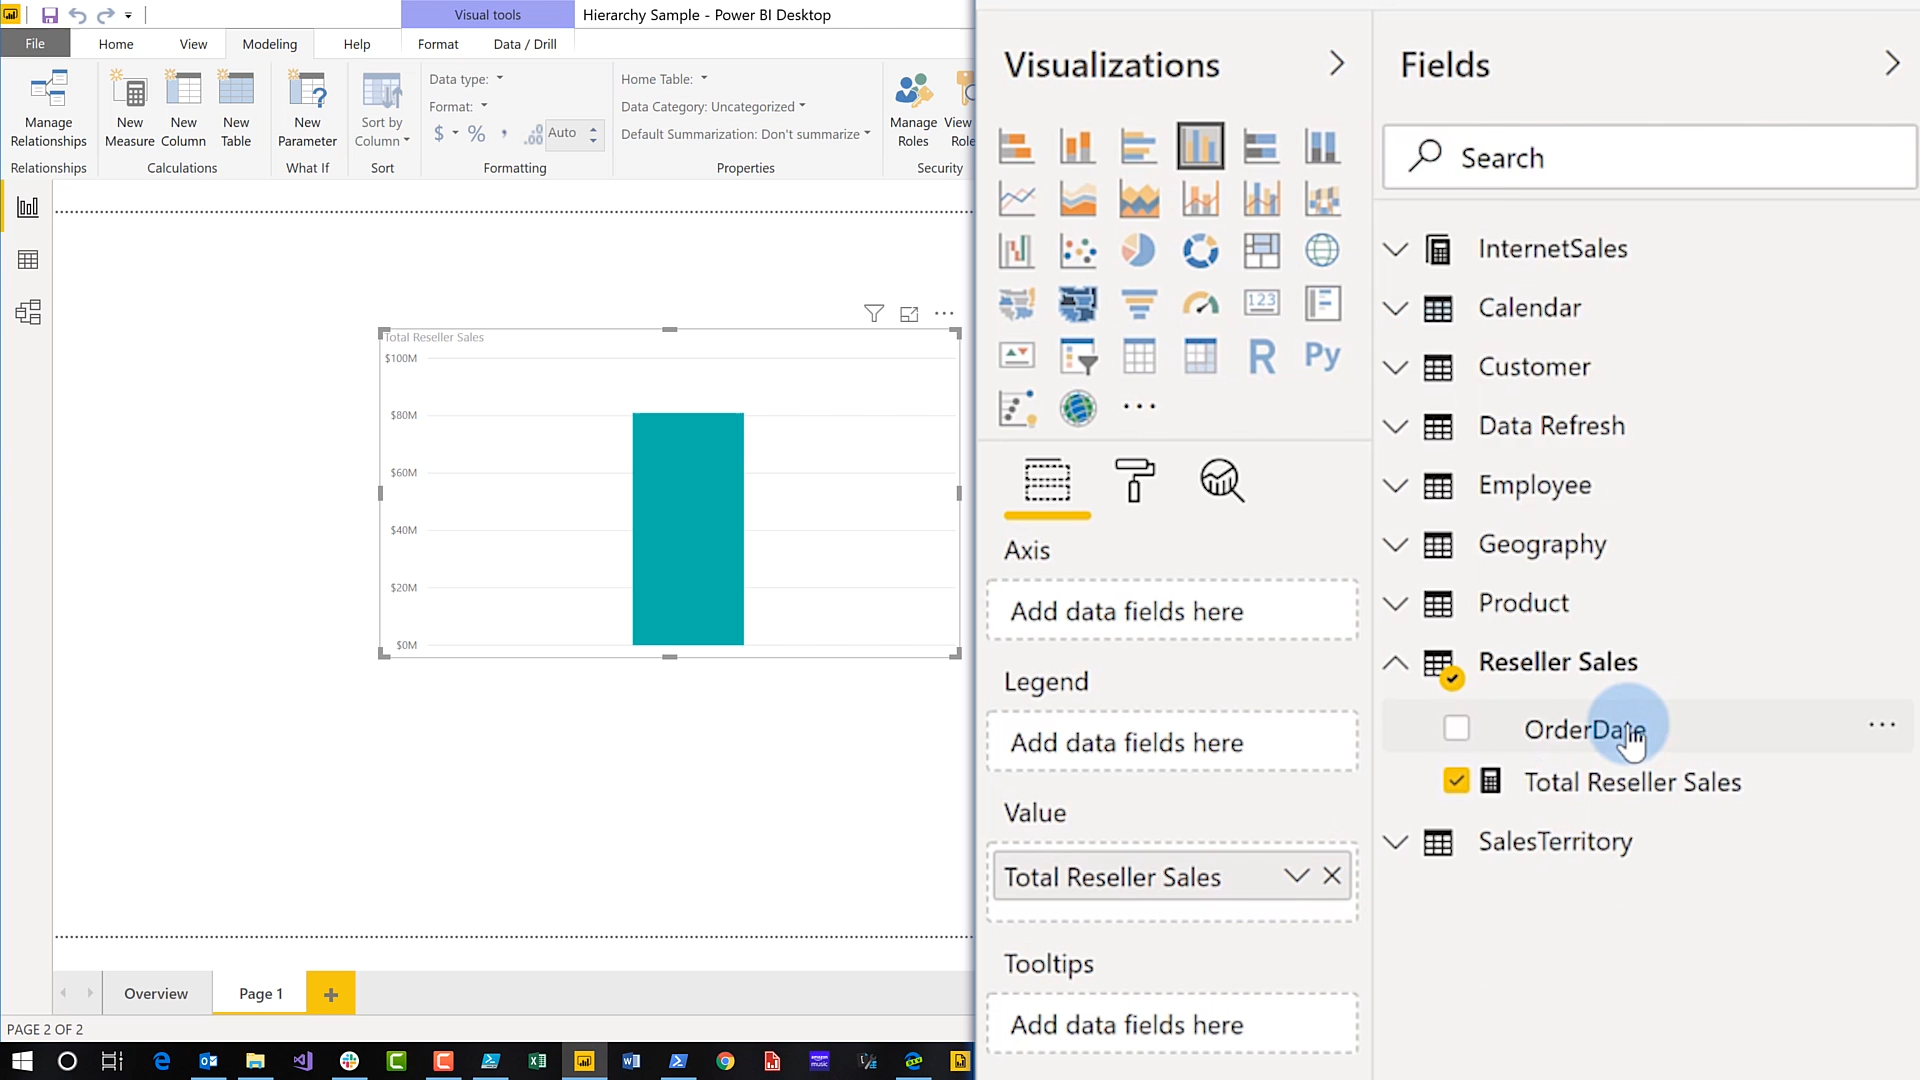 Visual tools
Hierarchy Sample - Power BI Desktop
File
Home
View
Modeling
Help
Format
Data / Drill
Manage
Relationships
Relationships
New
Measure
New
Column
New
Table
Calculations
New
Parameter
What If
Sort by
Column
Sort
Data type:
Format:
$
%
Auto
Formatting
Home Table:
Data Category: Uncategorized
Default Summarization: Don't summarize
Properties
Manage
Roles
View
Role
Security
Total Reseller Sales
$100M
$80M
$60M
$40M
$20M
$0M
Overview
Page 1
PAGE 2 OF 2
Visualizations
123
R
Py
Axis
Add data fields here
Legend
Add data fields here
Value
Total Reseller Sales
Tooltips
Add data fields here
Fields
Search
InternetSales
Calendar
Customer
Data Refresh
Employee
Geography
Product
Reseller Sales
OrderDate
Total Reseller Sales
SalesTerritory